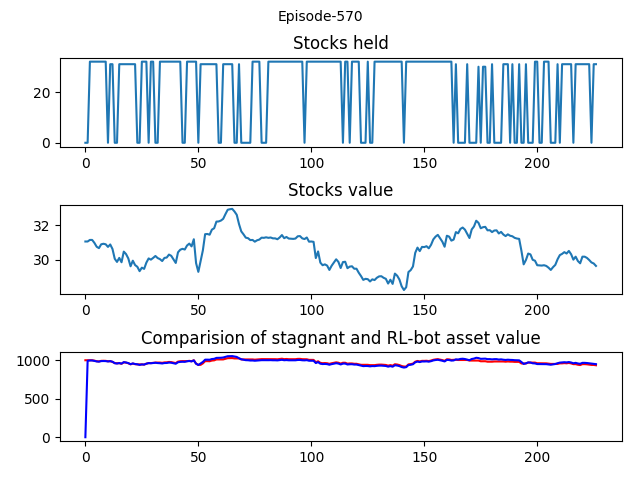 Episode-570
Stocks held
20
0
0 50 100 150 200
Stocks value
32
30
0 50 100 150 200
Comparision of stagnant and RL-bot asset value
1000
500
0
0 50 100 150 200